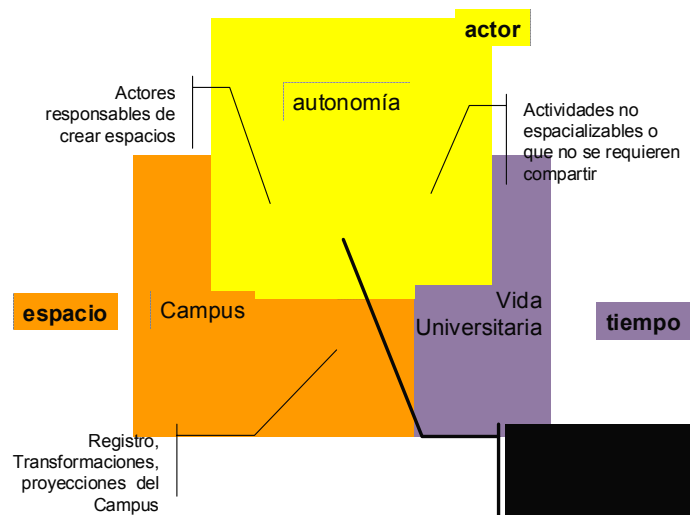 actor
Actores
responsables de
crear espacios
autonomía
Actividades no
espacializables o
que no se requieren
compartir
espacio
Campus
Vida
Universitaria
tiempo
Registro,
Transformaciones,
proyecciones del
Campus